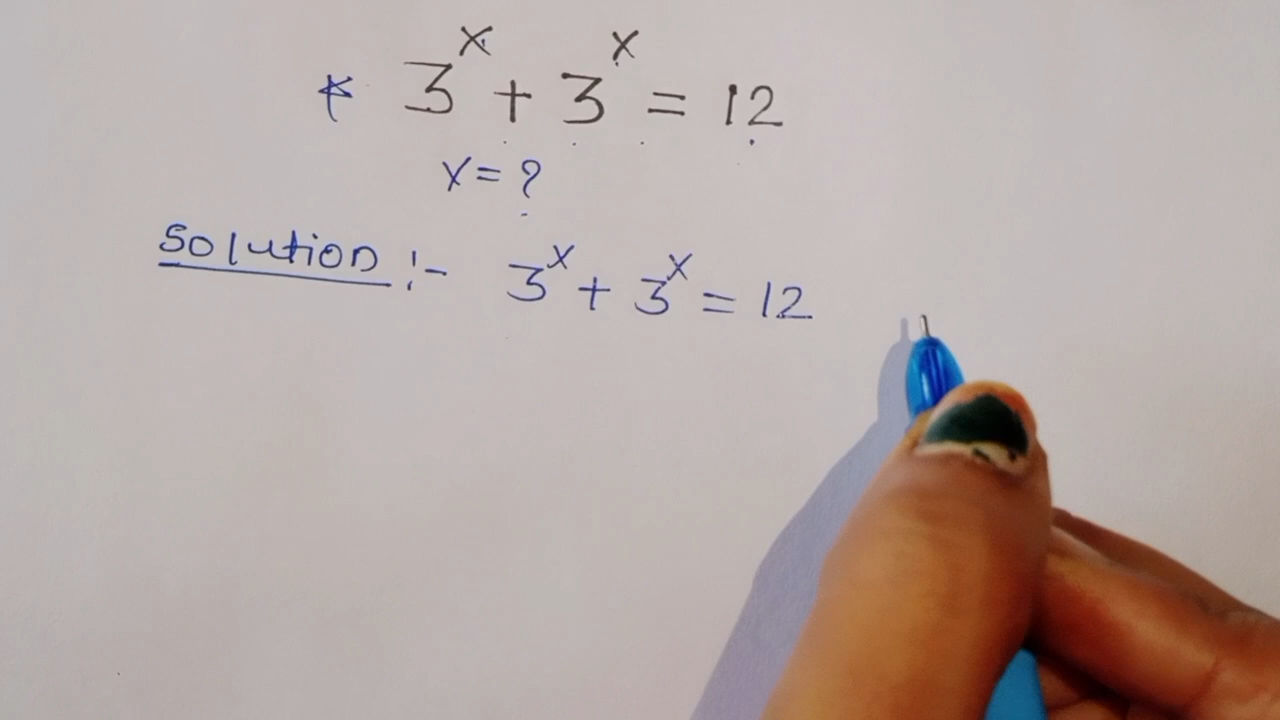 * 3^x + 3^x = 12
x = ?
Solution :- 3^x + 3^x = 12